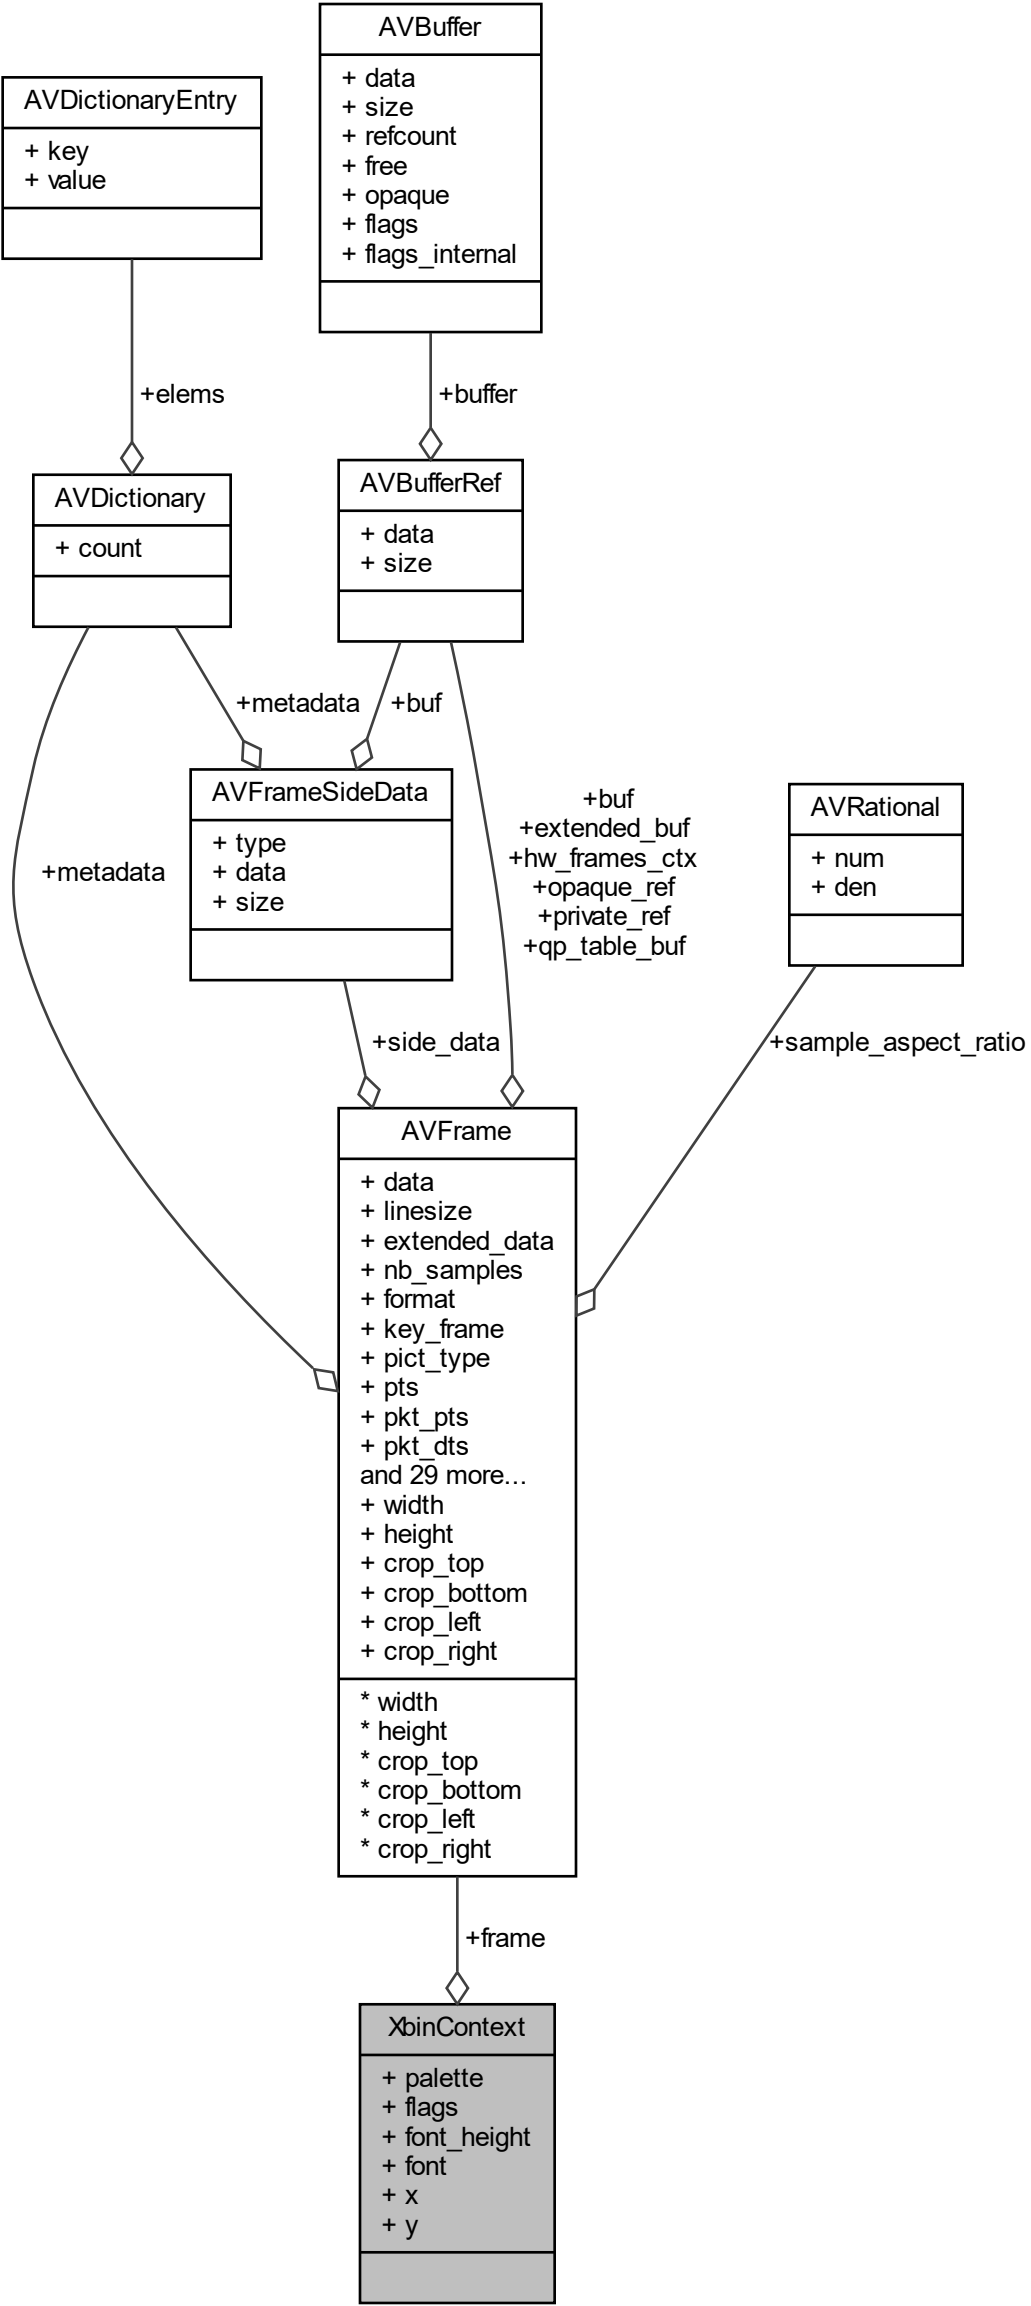 AVBuffer
+ data
+ size
+ refcount
+ free
+ opaque
+ flags
+ flags_internal
AVDictionaryEntry
+ key
+ value
+elems
+buffer
AVDictionary
+ count
AVBufferRef
+ data
+ size
+metadata
+buf
AVFrameSideData
+ type
+ data
+ size
+metadata
+buf
+extended_buf
+hw_frames_ctx
+opaque_ref
+private_ref
+qp_table_buf
AVRational
+ num
+ den
+side_data
+sample_aspect_ratio
AVFrame
+ data
+ linesize
+ extended_data
+ nb_samples
+ format
+ key_frame
+ pict_type
+ pts
+ pkt_pts
+ pkt_dts
and 29 more...
+ width
+ height
+ crop_top
+ crop_bottom
+ crop_left
+ crop_right
* width
* height
* crop_top
* crop_bottom
* crop_left
* crop_right
+frame
XbinContext
+ palette
+ flags
+ font_height
+ font
+ x
+ y